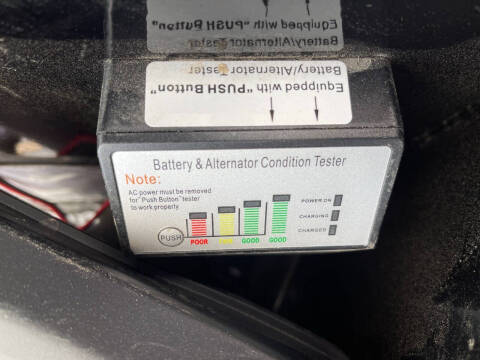 Equipped with "PUSH Button"
Battery/Alternator Tester
Battery/Alternator Tester
Equipped with "PUSH Button"
Battery & Alternator Condition Tester
Note:
AC power must be removed
for "Push Button" tester
to work properly
POWER ON
CHARGING
CHARGED
PUSH
POOR
GOOD
GOOD